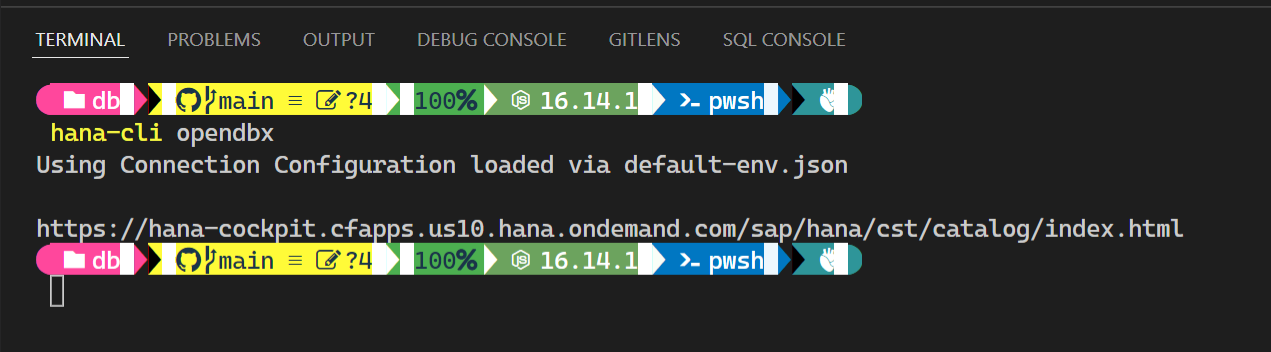 TERMINAL PROBLEMS OUTPUT DEBUG CONSOLE GITLENS SQL CONSOLE
db main ≡ ?4 100% 16.14.1 pwsh
hana-cli opendbx
Using Connection Configuration loaded via default-env.json
https://hana-cockpit.cfapps.us10.hana.ondemand.com/sap/hana/cst/catalog/index.html
db main ≡ ?4 100% 16.14.1 pwsh